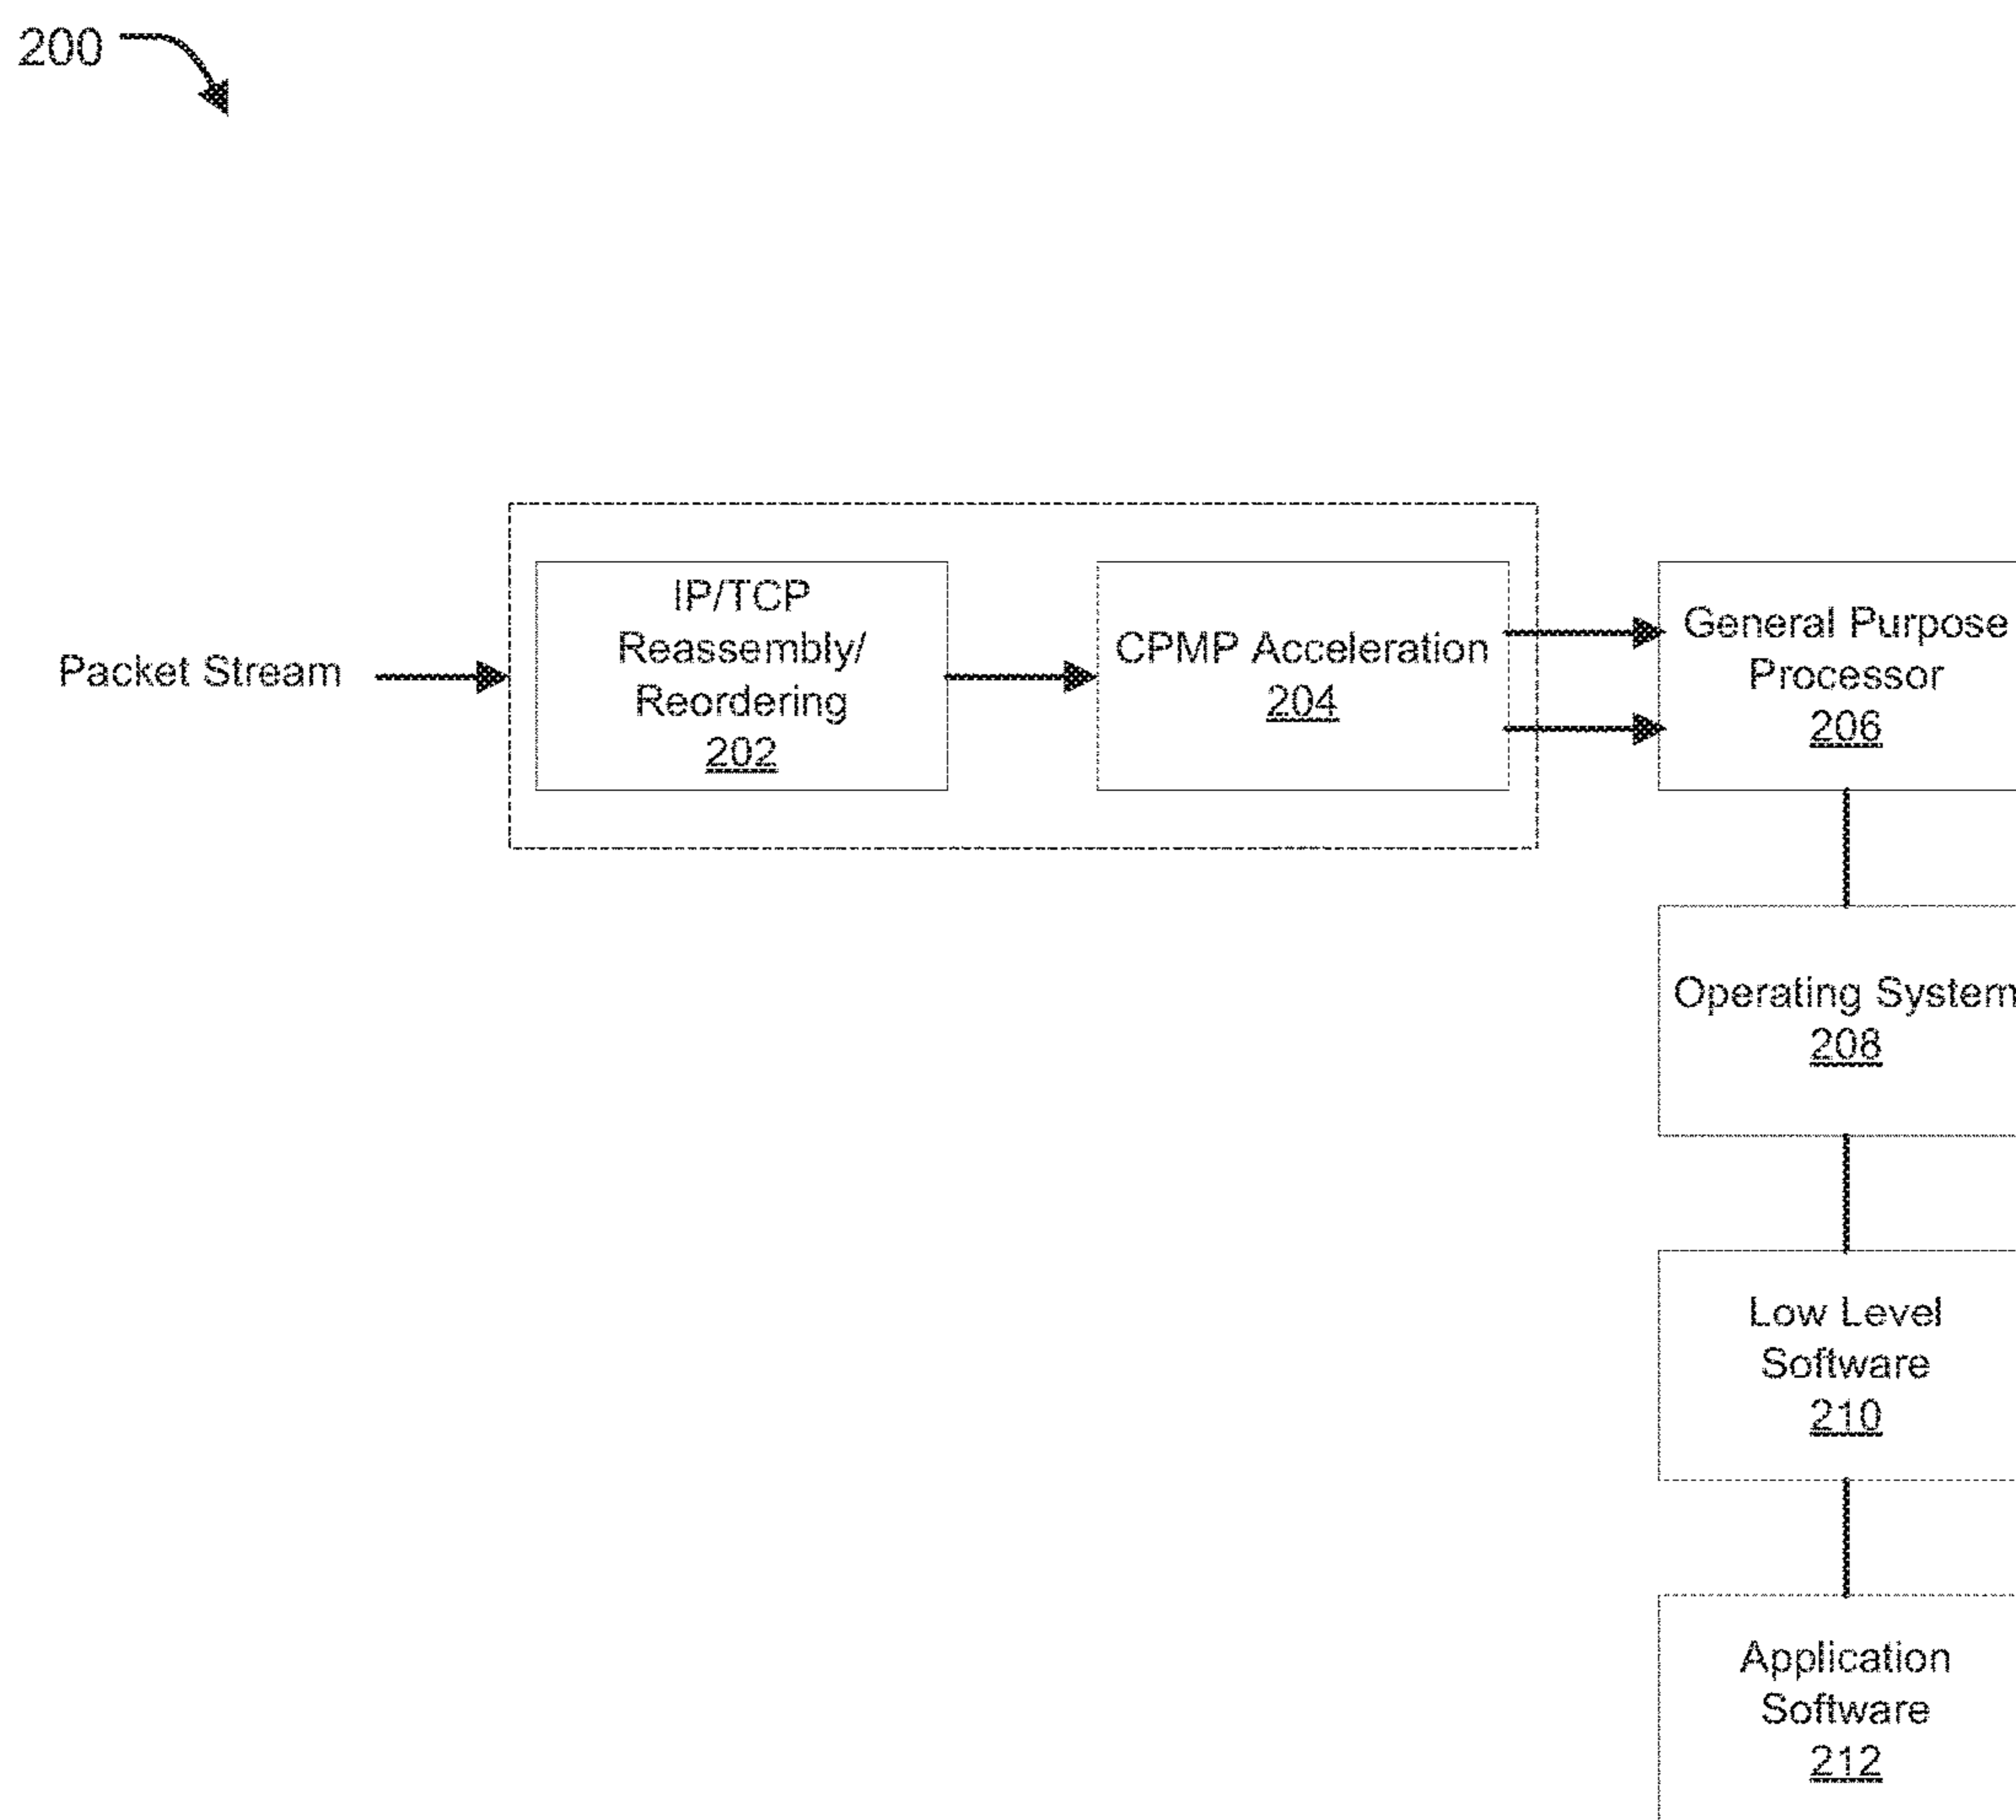 200
Packet Stream
IP/TCP
Reassembly/
Reordering
202
CPMP Acceleration
204
General Purpose
Processor
206
Operating System
208
Low Level
Software
210
Application
Software
212